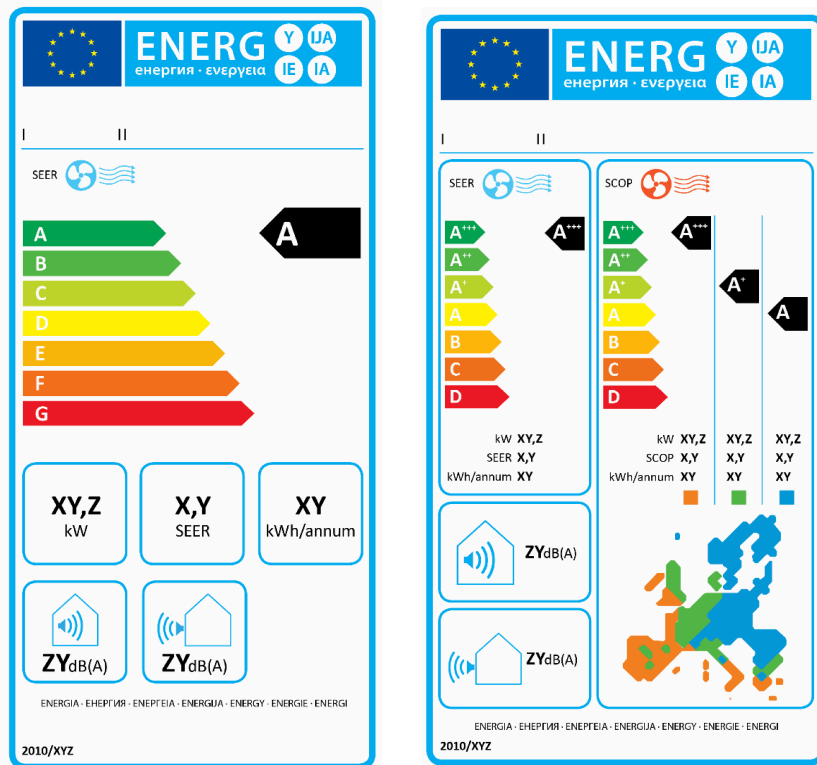 ENERG Y IJA
енергия · ενεργεια IE IA
I II
SEER
A A
B
C
D
E
F
G
XY,Z X,Y XY
kW SEER kWh/annum
ZYdB(A) ZYdB(A)
ENERGIA · ЕНЕРГИЯ · ΕΝΕΡΓΕΙΑ · ENERGIJA · ENERGY · ENERGIE · ENERGI
2010/XYZ
ENERG Y IJA
енергия · ενεργεια IE IA
I II
SEER
A+++ A+++
A++
A+
A
B
C
D
kW XY,Z
SEER X,Y
kWh/annum XY
SCOP
A+++ A+++
A++
A+ A+
A A
B
C
D
kW XY,Z XY,Z XY,Z
SCOP X,Y X,Y X,Y
kWh/annum XY XY XY
ZYdB(A)
ZYdB(A)
ENERGIA · ЕНЕРГИЯ · ΕΝΕΡΓΕΙΑ · ENERGIJA · ENERGY · ENERGIE · ENERGI
2010/XYZ